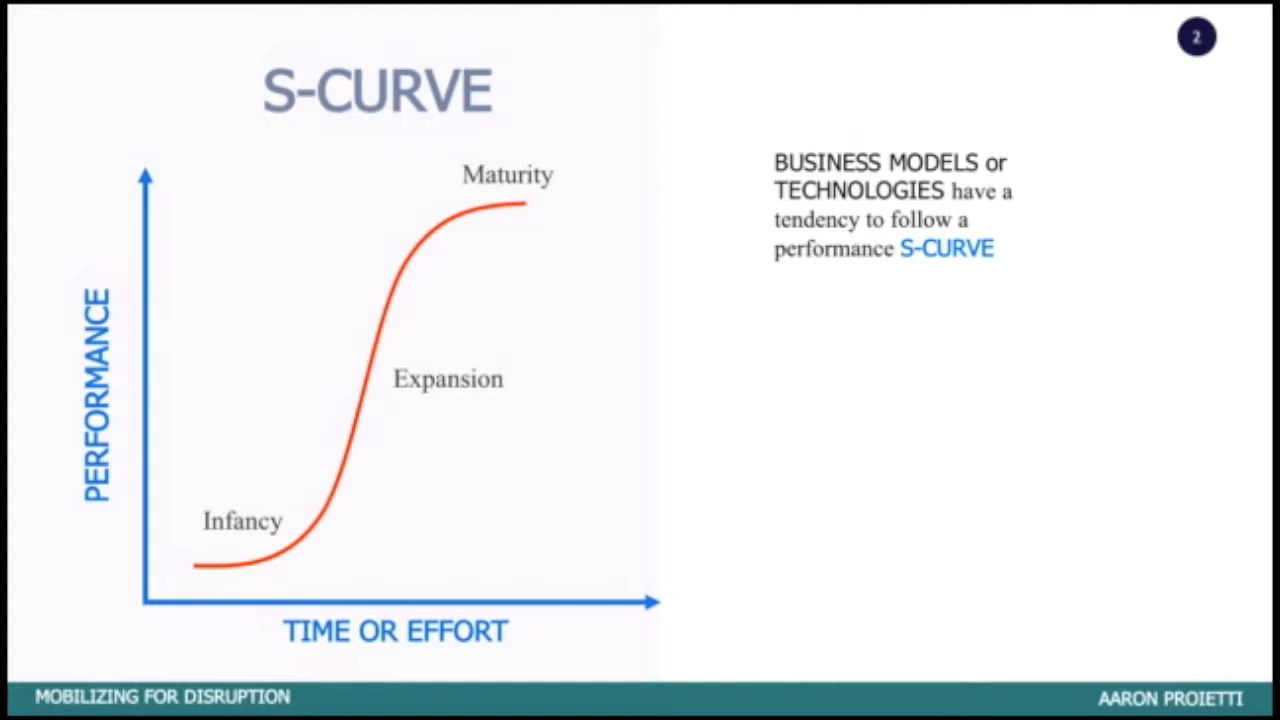 2
S-CURVE
Maturity
Expansion
Infancy
PERFORMANCE
TIME OR EFFORT
BUSINESS MODELS or
TECHNOLOGIES have a
tendency to follow a
performance S-CURVE
MOBILIZING FOR DISRUPTION
AARON PROIETTI